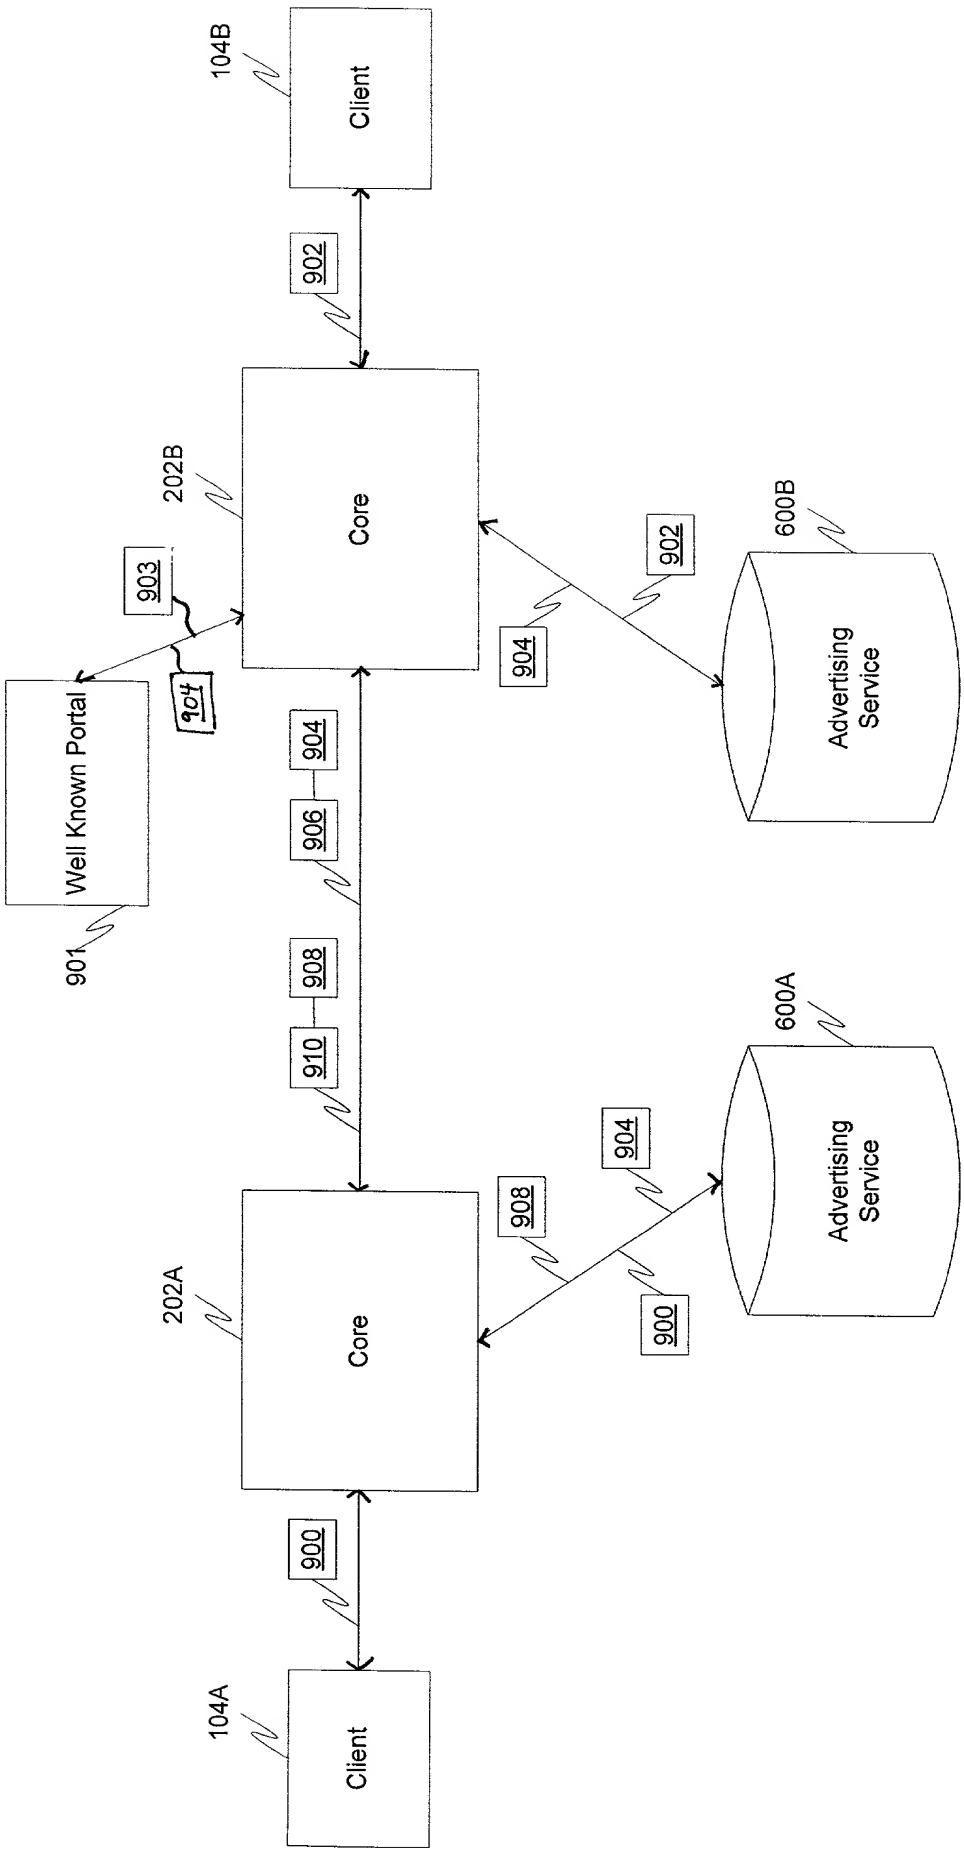 901
Well Known Portal
903
904
104A
Client
900
202A
Core
910
908
906
904
202B
Core
902
104B
Client
908
904
900
904
902
600A
Advertising
Service
600B
Advertising
Service